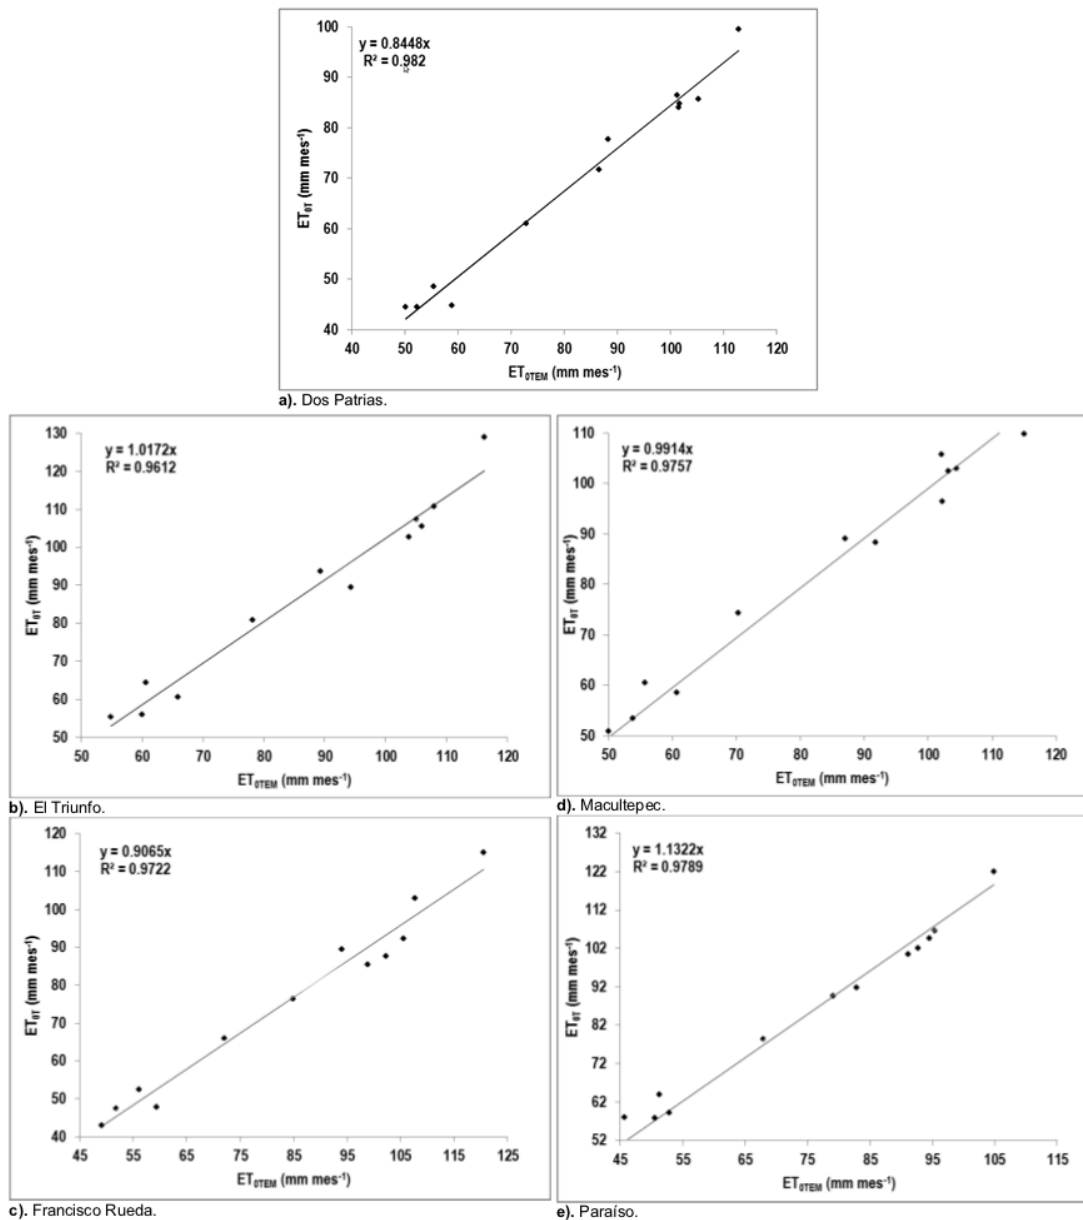 y = 0.8448x
R² = 0.982
100
90
80
70
60
50
40
ET0T (mm mes-1)
40 50 60 70 80 90 100 110 120
ET0TEM (mm mes-1)
a). Dos Patrias.
y = 1.0172x
R² = 0.9612
130
120
110
100
90
80
70
60
50
ET0T (mm mes-1)
50 60 70 80 90 100 110 120
ET0TEM (mm mes-1)
b). El Triunfo.
y = 0.9914x
R² = 0.9757
110
100
90
80
70
60
50
ET0T (mm mes-1)
50 60 70 80 90 100 110 120
ET0TEM (mm mes-1)
d). Macultepec.
y = 0.9065x
R² = 0.9722
120
110
100
90
80
70
60
50
40
ET0T (mm mes-1)
45 55 65 75 85 95 105 115 125
ET0TEM (mm mes-1)
c). Francisco Rueda.
y = 1.1322x
R² = 0.9789
132
122
112
102
92
82
72
62
52
ET0T (mm mes-1)
45 55 65 75 85 95 105 115
ET0TEM (mm mes-1)
e). Paraíso.